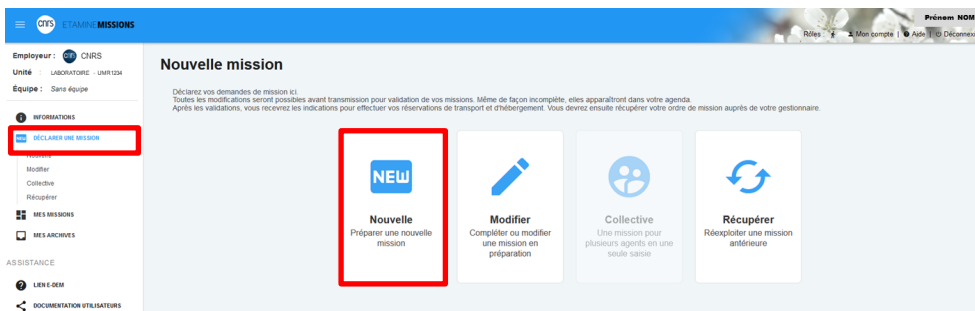 cnrs ETAMINEMISSIONS
Prénom NOM
Rôles : Mon compte | Aide | Déconnex
Employeur : cnrs CNRS
Unité : LABORATOIRE - UMR1234
Équipe : Sans équipe
INFORMATIONS
NEW DÉCLARER UNE MISSION
Nouvelle
Modifier
Collective
Récupérer
MES MISSIONS
MES ARCHIVES
ASSISTANCE
LIEN E-DEM
DOCUMENTATION UTILISATEURS
Nouvelle mission
Déclarez vos demandes de mission ici.
Toutes les modifications seront possibles avant transmission pour validation de vos missions. Même de façon incomplète, elles apparaîtront dans votre agenda.
Après les validations, vous recevrez les indications pour effectuer vos réservations de transport et d'hébergement. Vous devrez ensuite récupérer votre ordre de mission auprès de votre gestionnaire.
NEW
Nouvelle
Préparer une nouvelle
mission
Modifier
Compléter ou modifier
une mission en
préparation
Collective
Une mission pour
plusieurs agents en une
seule saisie
Récupérer
Réexploiter une mission
antérieure